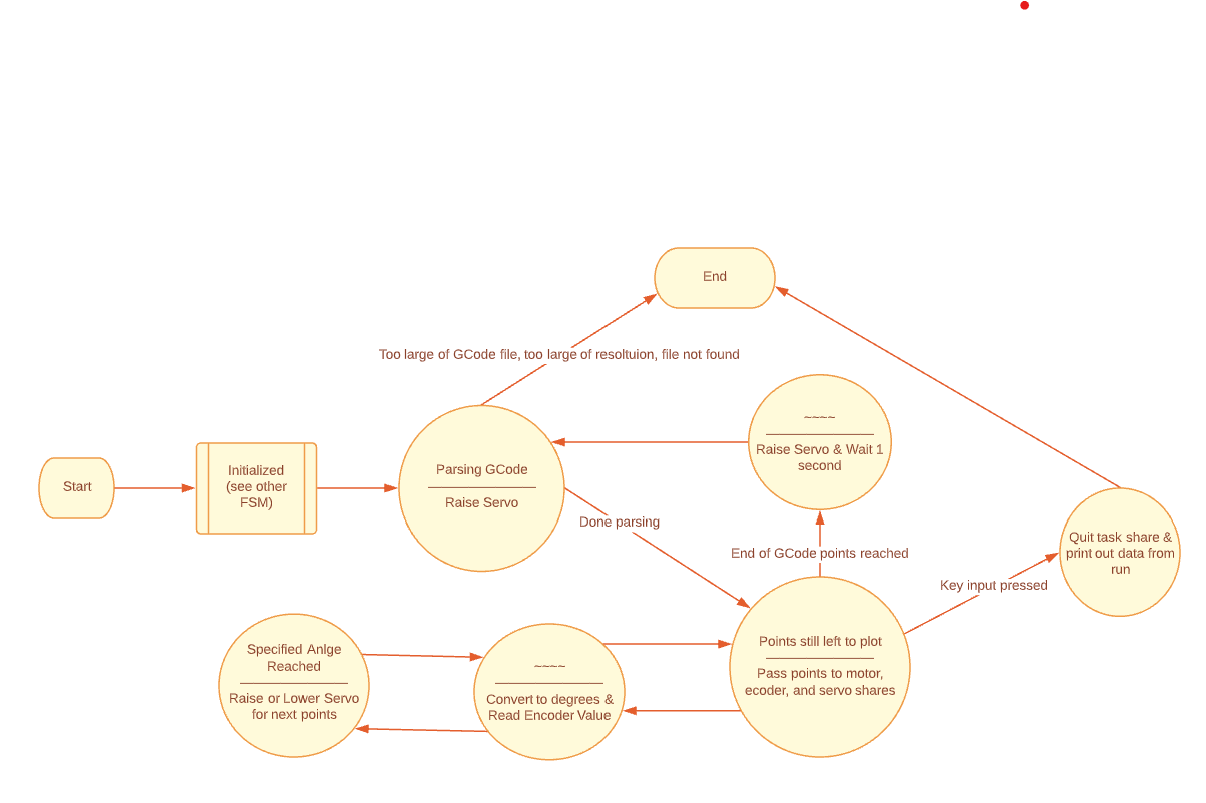 End
Too large of GCode file, too large of resoltuion, file not found
~~~~
Raise Servo & Wait 1
second
Start
Initialized
(see other
FSM)
Parsing GCode
Raise Servo
Done parsing
End of GCode points reached
Key input pressed
Quit task share &
print out data from
run
Specified Anlge
Reached
Raise or Lower Servo
for next points
~~~~
Convert to degrees &
Read Encoder Value
Points still left to plot
Pass points to motor,
ecoder, and servo shares